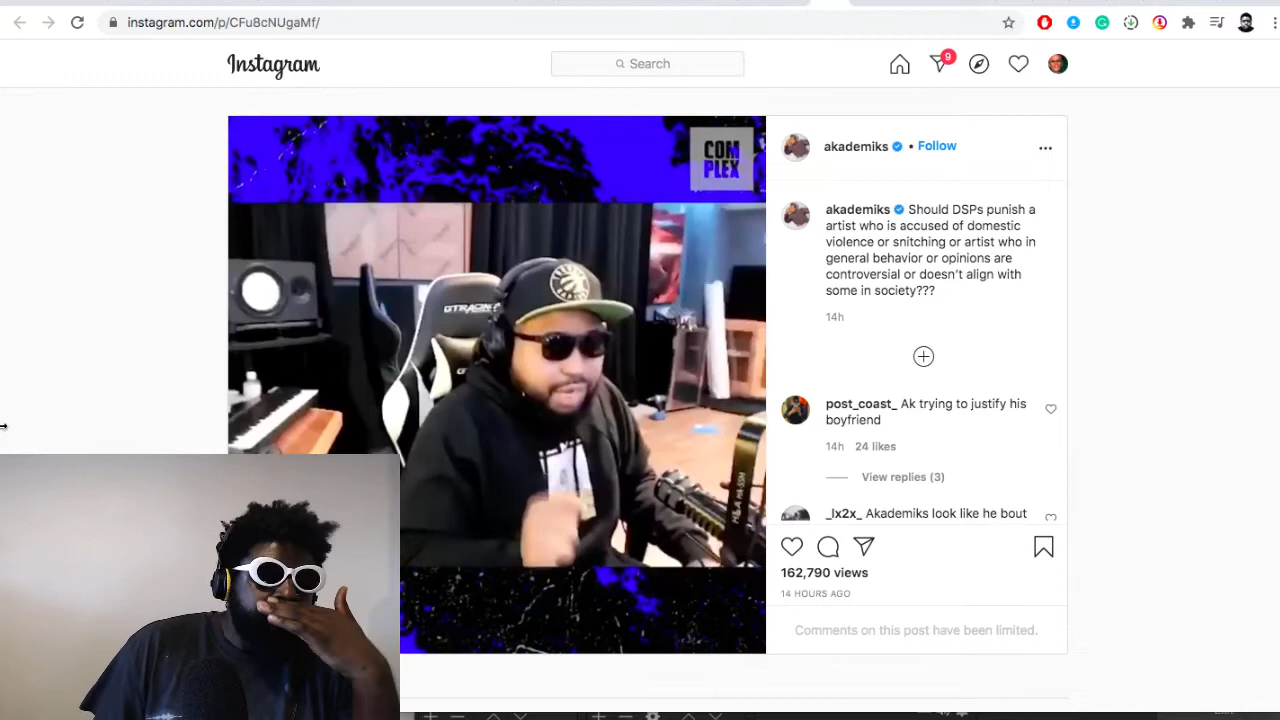 instagram.com/p/CFu8cNUgaMf/
Instagram
Search
9
COM
PLEX
akademiks • Follow
akademiks Should DSPs punish a
artist who is accused of domestic
violence or snitching or artist who in
general behavior or opinions are
controversial or doesn't align with
some in society???
14h
GTRACING
post_coast_ Ak trying to justify his
boyfriend
14h 24 likes
View replies (3)
_lx2x_ Akademiks look like he bout
162,790 views
14 HOURS AGO
Comments on this post have been limited.